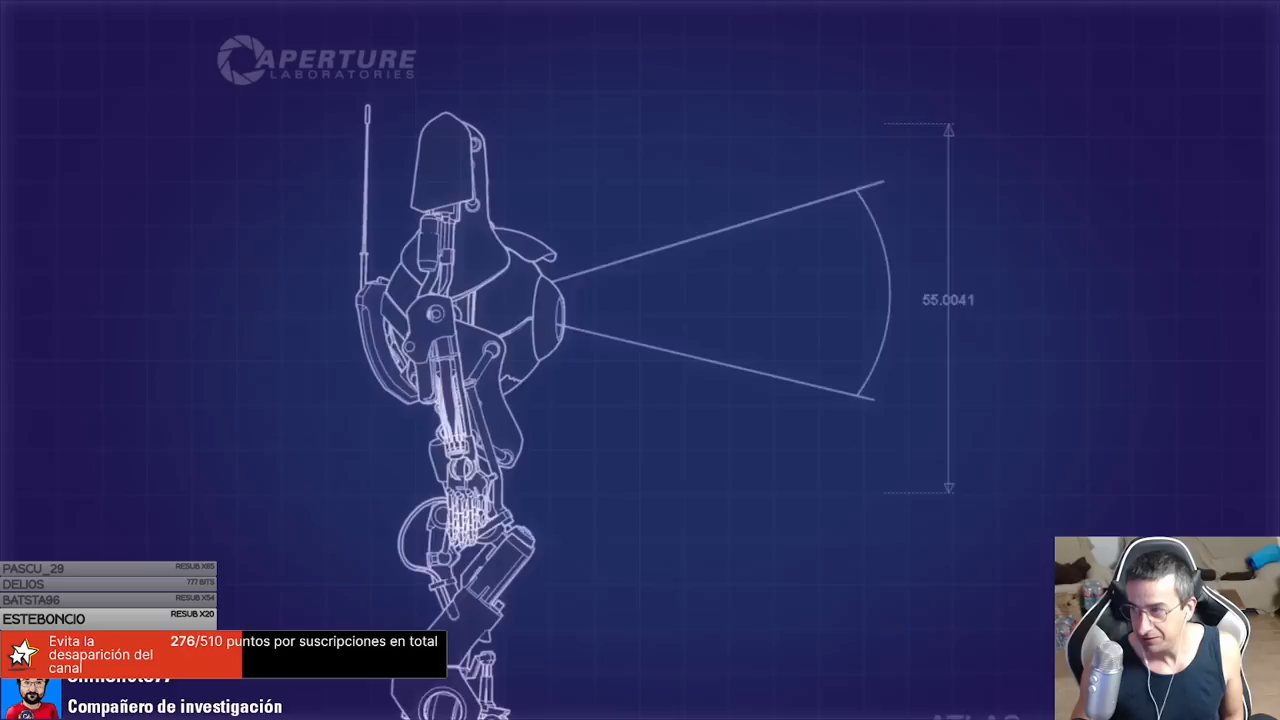 APERTURE
LABORATORIES
55.0041
PASCU_29 RESUB X65
DELIOS 777 BITS
BATSTA96 RESUB X54
ESTEBONCIO RESUB X20
Evita la
desaparición del
canal
276/510 puntos por suscripciones en total
Compañero de investigación